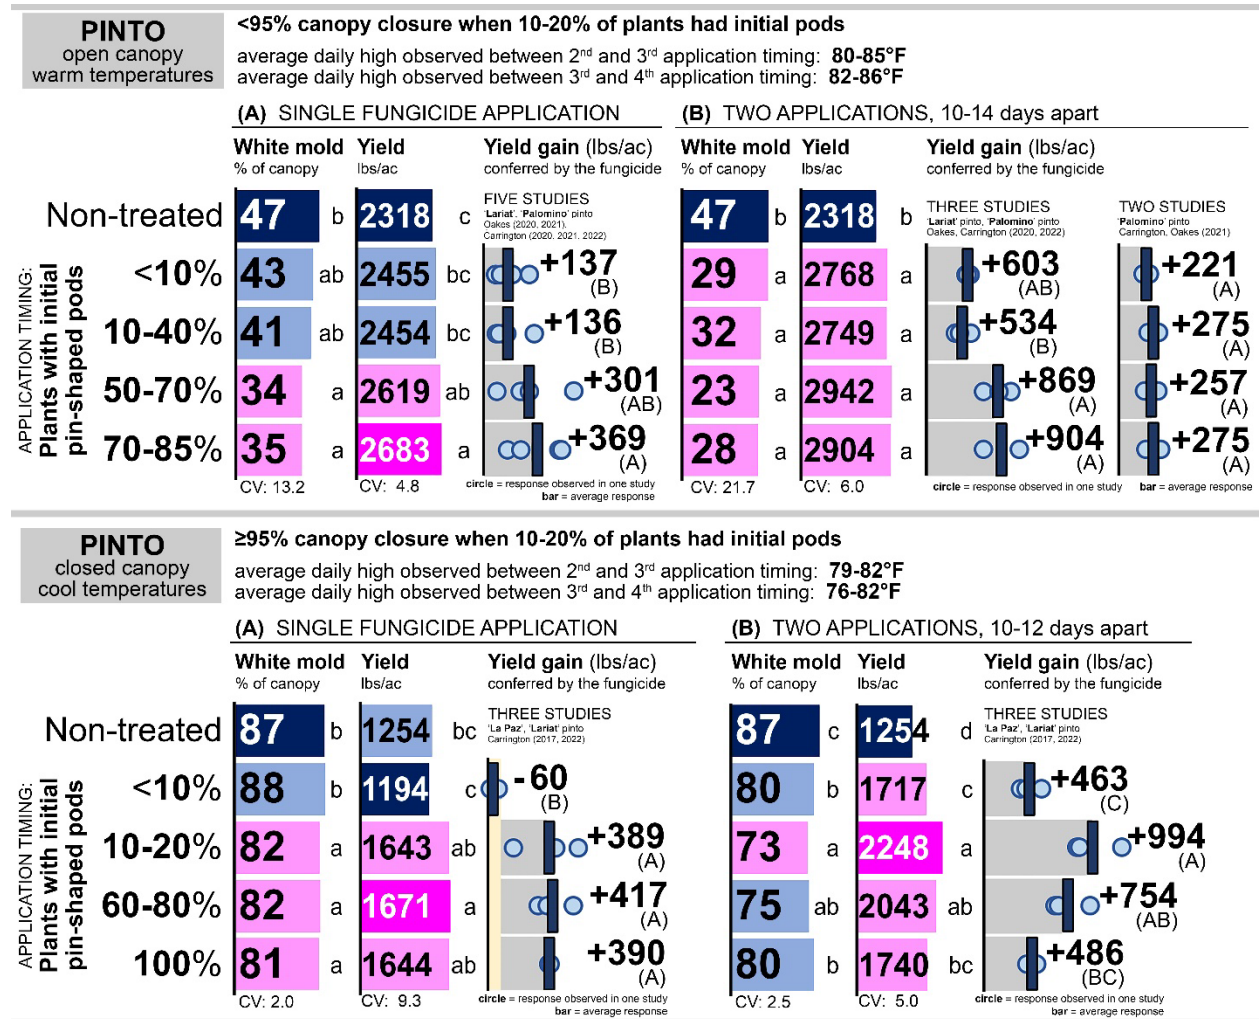 PINTO
open canopy
warm temperatures
<95% canopy closure when 10-20% of plants had initial pods
average daily high observed between 2nd and 3rd application timing: 80-85°F
average daily high observed between 3rd and 4th application timing: 82-86°F
(A) SINGLE FUNGICIDE APPLICATION
(B) TWO APPLICATIONS, 10-14 days apart
White mold Yield Yield gain (lbs/ac)
% of canopy lbs/ac conferred by the fungicide
White mold Yield Yield gain (lbs/ac)
% of canopy lbs/ac conferred by the fungicide
FIVE STUDIES
'Lariat', 'Palomino' pinto
Oakes (2020, 2021),
Carrington (2020, 2021, 2022)
THREE STUDIES
'Lariat' pinto, 'Palomino' pinto
Oakes, Carrington (2020, 2022)
TWO STUDIES
'Palomino' pinto
Carrington, Oakes (2021)
APPLICATION TIMING:
Plants with initial
pin-shaped pods
Non-treated 47 b 2318 c 47 b 2318 b
<10% 43 ab 2455 bc +137 (B) 29 a 2768 a +603 (AB) +221 (A)
10-40% 41 ab 2454 bc +136 (B) 32 a 2749 a +534 (B) +275 (A)
50-70% 34 a 2619 ab +301 (AB) 23 a 2942 a +869 (A) +257 (A)
70-85% 35 a 2683 a +369 (A) 28 a 2904 a +904 (A) +275 (A)
CV: 13.2 CV: 4.8 CV: 21.7 CV: 6.0
circle = response observed in one study
bar = average response
circle = response observed in one study bar = average response
PINTO
closed canopy
cool temperatures
≥95% canopy closure when 10-20% of plants had initial pods
average daily high observed between 2nd and 3rd application timing: 79-82°F
average daily high observed between 3rd and 4th application timing: 76-82°F
(A) SINGLE FUNGICIDE APPLICATION
(B) TWO APPLICATIONS, 10-12 days apart
White mold Yield Yield gain (lbs/ac)
% of canopy lbs/ac conferred by the fungicide
White mold Yield Yield gain (lbs/ac)
% of canopy lbs/ac conferred by the fungicide
THREE STUDIES
'La Paz', 'Lariat' pinto
Carrington (2017, 2022)
THREE STUDIES
'La Paz', 'Lariat' pinto
Carrington (2017, 2022)
APPLICATION TIMING:
Plants with initial
pin-shaped pods
Non-treated 87 b 1254 bc 87 c 1254 d
<10% 88 b 1194 c - 60 (B) 80 b 1717 c +463 (C)
10-20% 82 a 1643 ab +389 (A) 73 a 2248 a +994 (A)
60-80% 82 a 1671 a +417 (A) 75 ab 2043 ab +754 (AB)
100% 81 a 1644 ab +390 (A) 80 b 1740 bc +486 (BC)
CV: 2.0 CV: 9.3 CV: 2.5 CV: 5.0
circle = response observed in one study
bar = average response
circle = response observed in one study
bar = average response